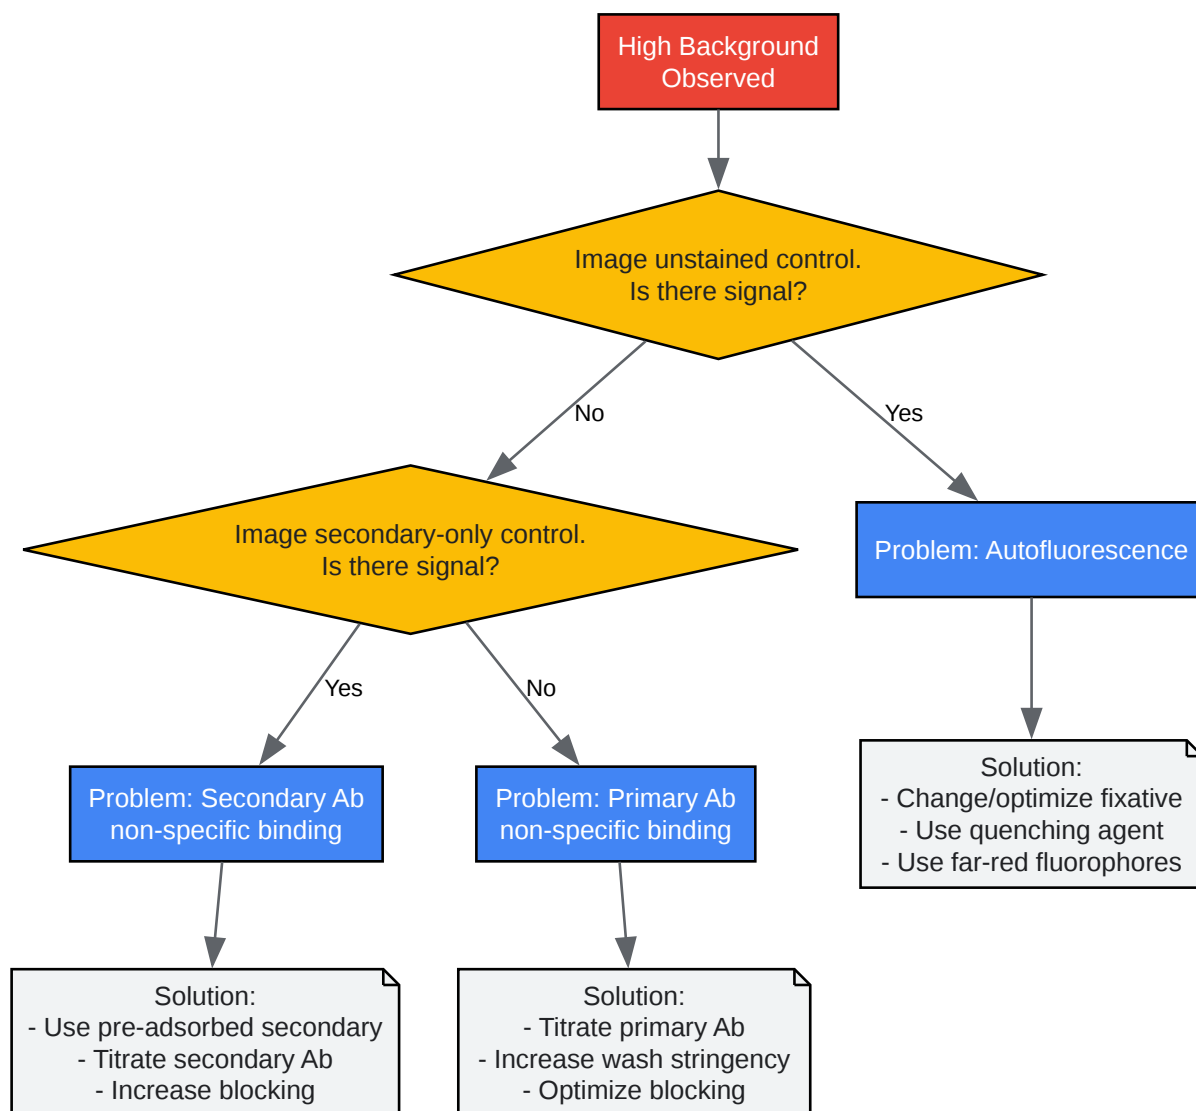 High Background
Observed
Image unstained control.
Is there signal?
No
Yes
Image secondary-only control.
Is there signal?
Problem: Autofluorescence
Yes
No
Problem: Secondary Ab
non-specific binding
Problem: Primary Ab
non-specific binding
Solution:
- Change/optimize fixative
- Use quenching agent
- Use far-red fluorophores
Solution:
- Use pre-adsorbed secondary
- Titrate secondary Ab
- Increase blocking
Solution:
- Titrate primary Ab
- Increase wash stringency
- Optimize blocking